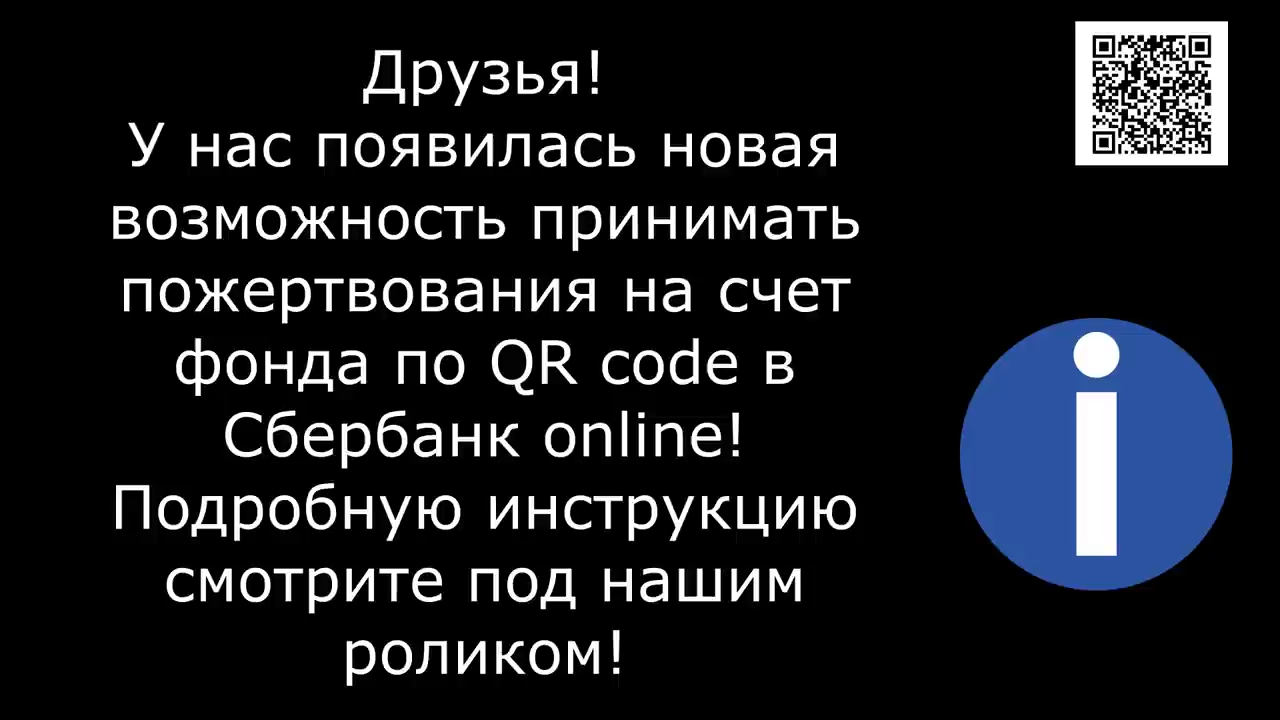 Друзья!
У нас появилась новая
возможность принимать
пожертвования на счет
фонда по QR code в
Сбербанк online!
Подробную инструкцию
смотрите под нашим
роликом!
i